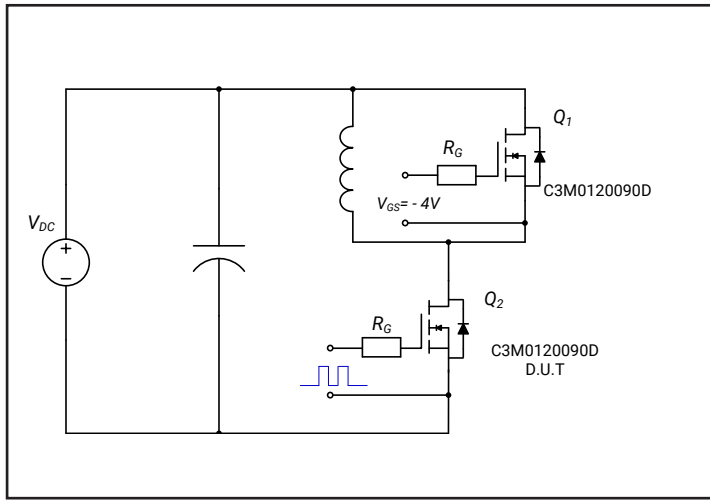 Q1
RG
VGS= - 4V
C3M0120090D
VDC
+
−
Q2
RG
C3M0120090D
D.U.T